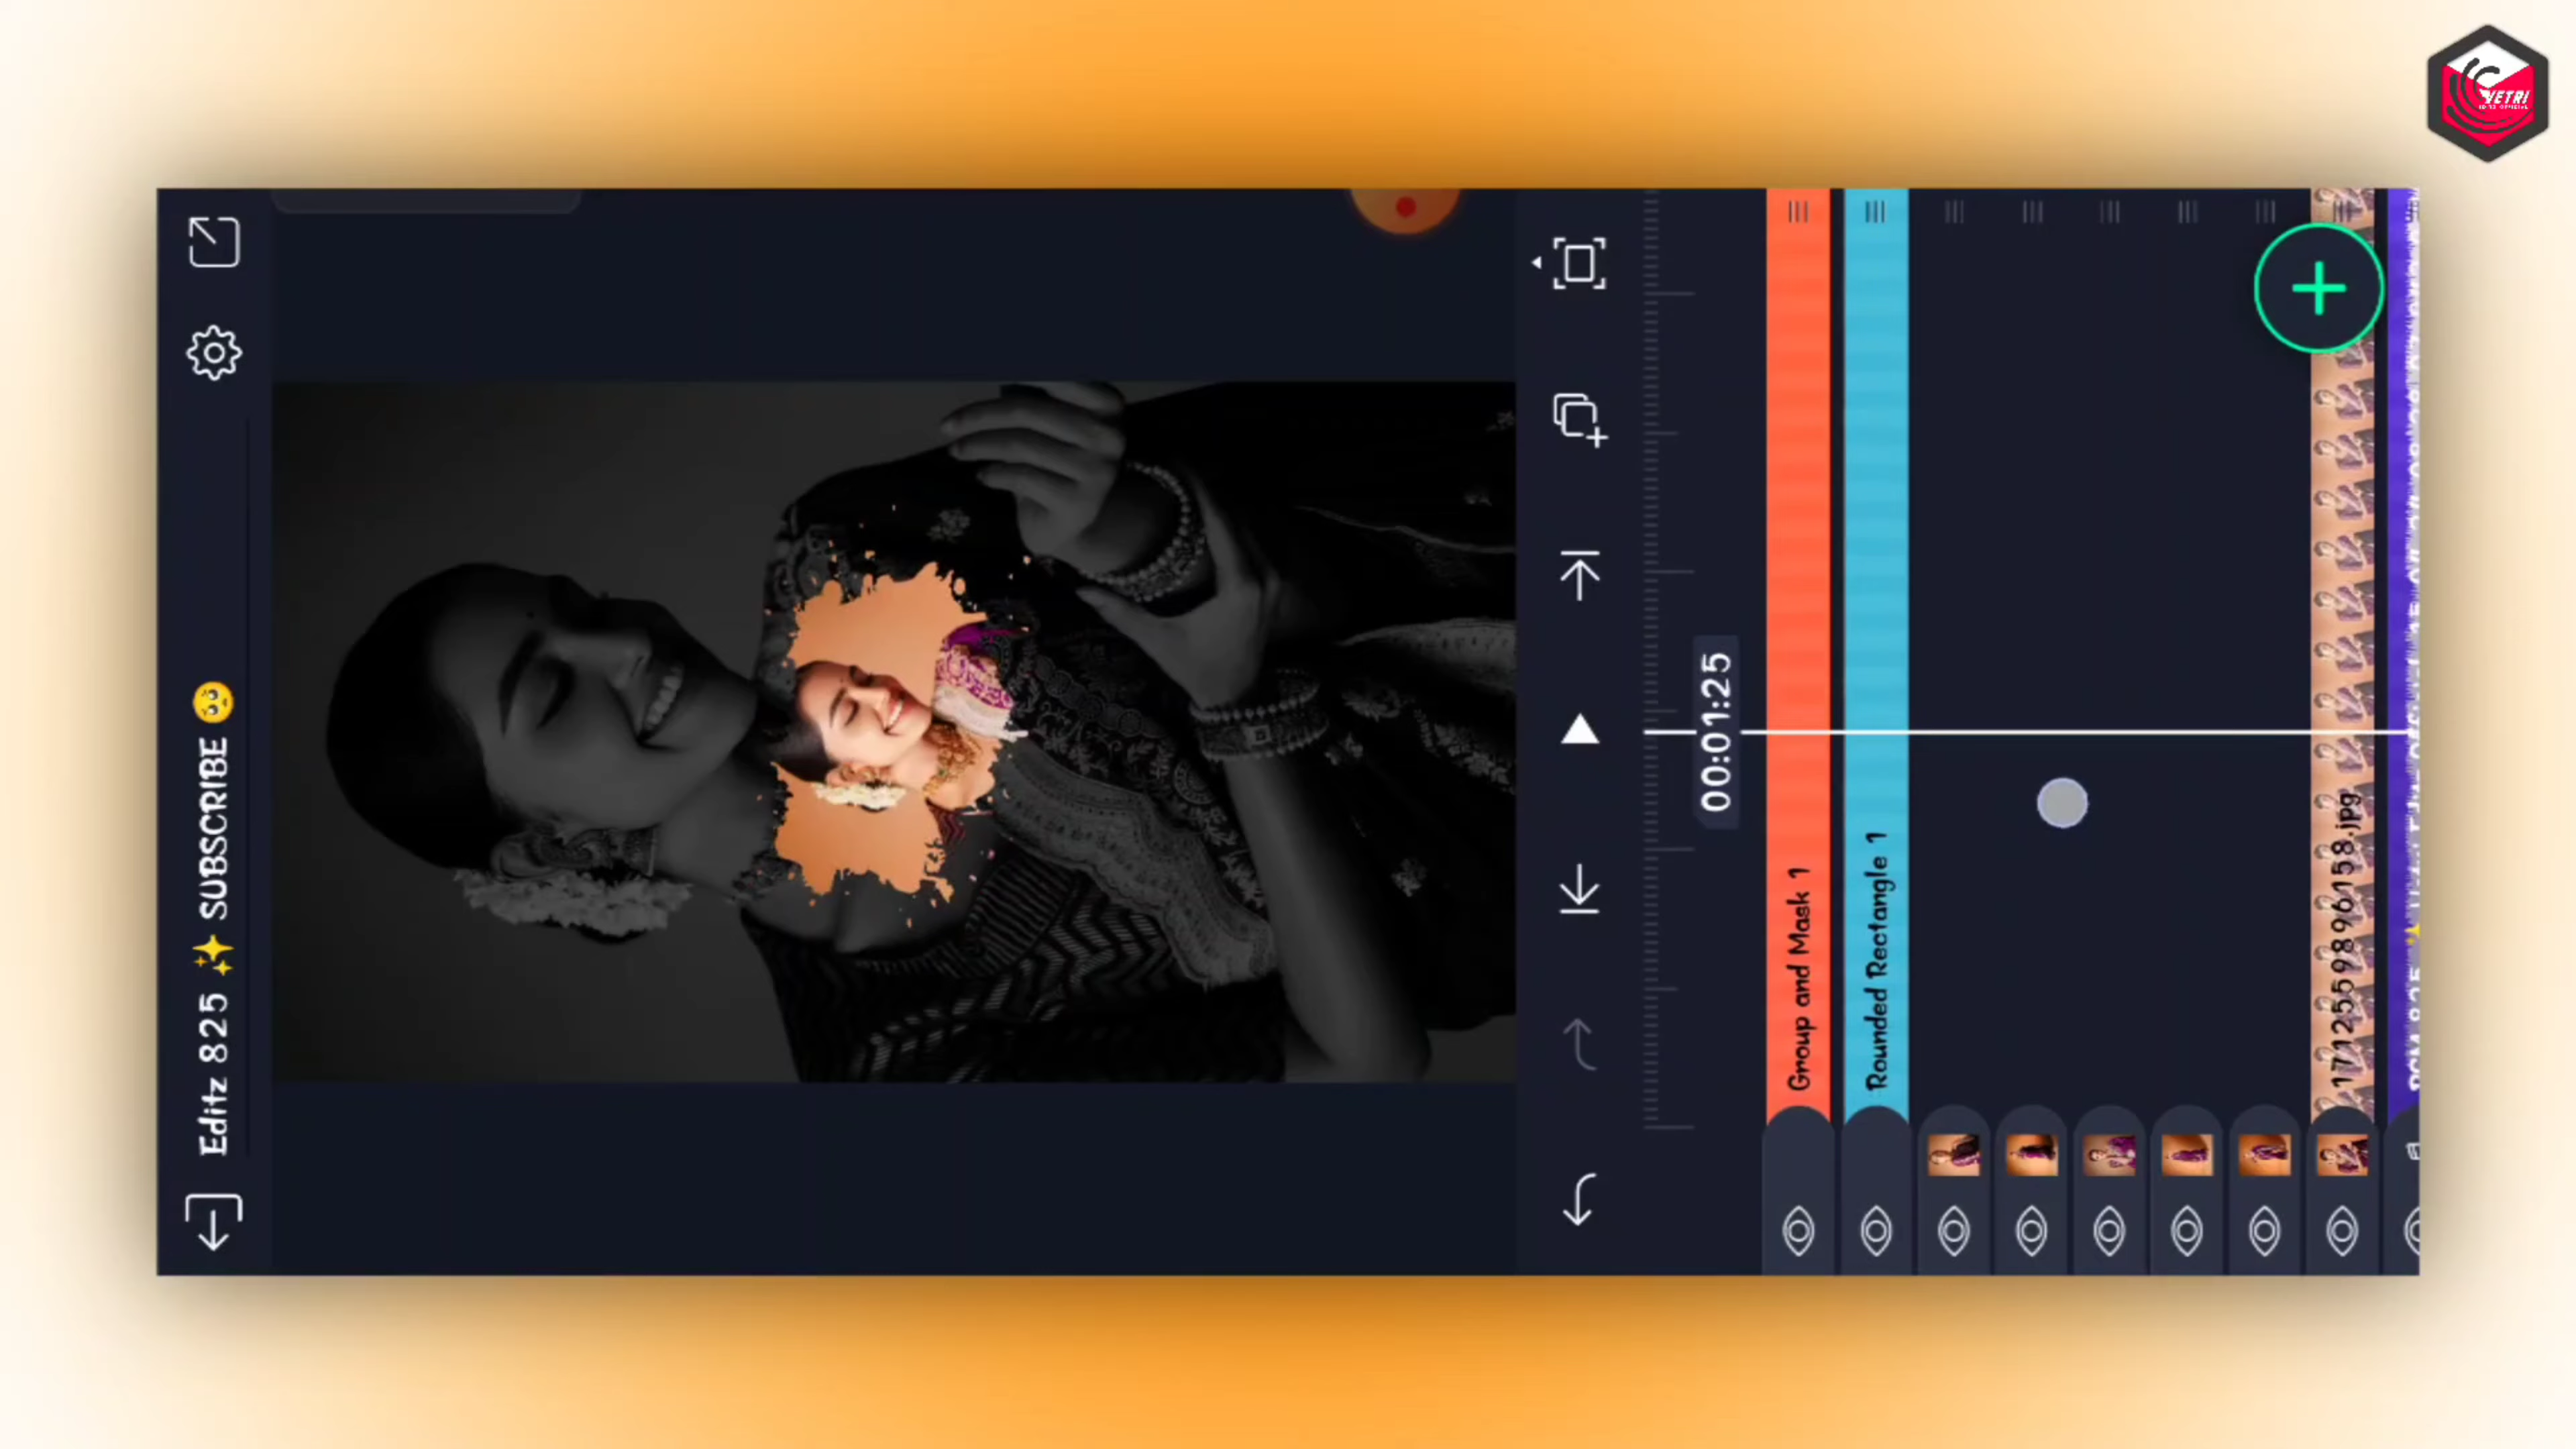 VETRI
Editz 825 ✨ SUBSCRIBE 🥺
00:01:25
Group and Mask 1
Rounded Rectangle 1
1712559896158.jpg